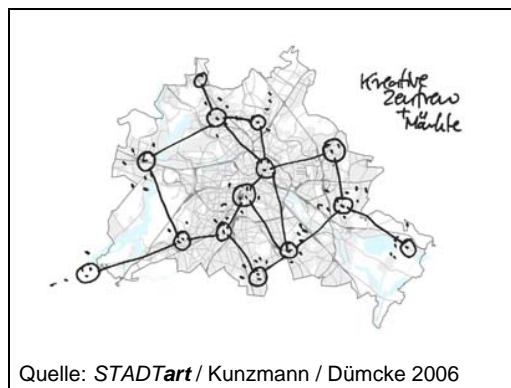 Kreative
Zentren
+
Märkte
Quelle: STADTart / Kunzmann / Dümcke 2006